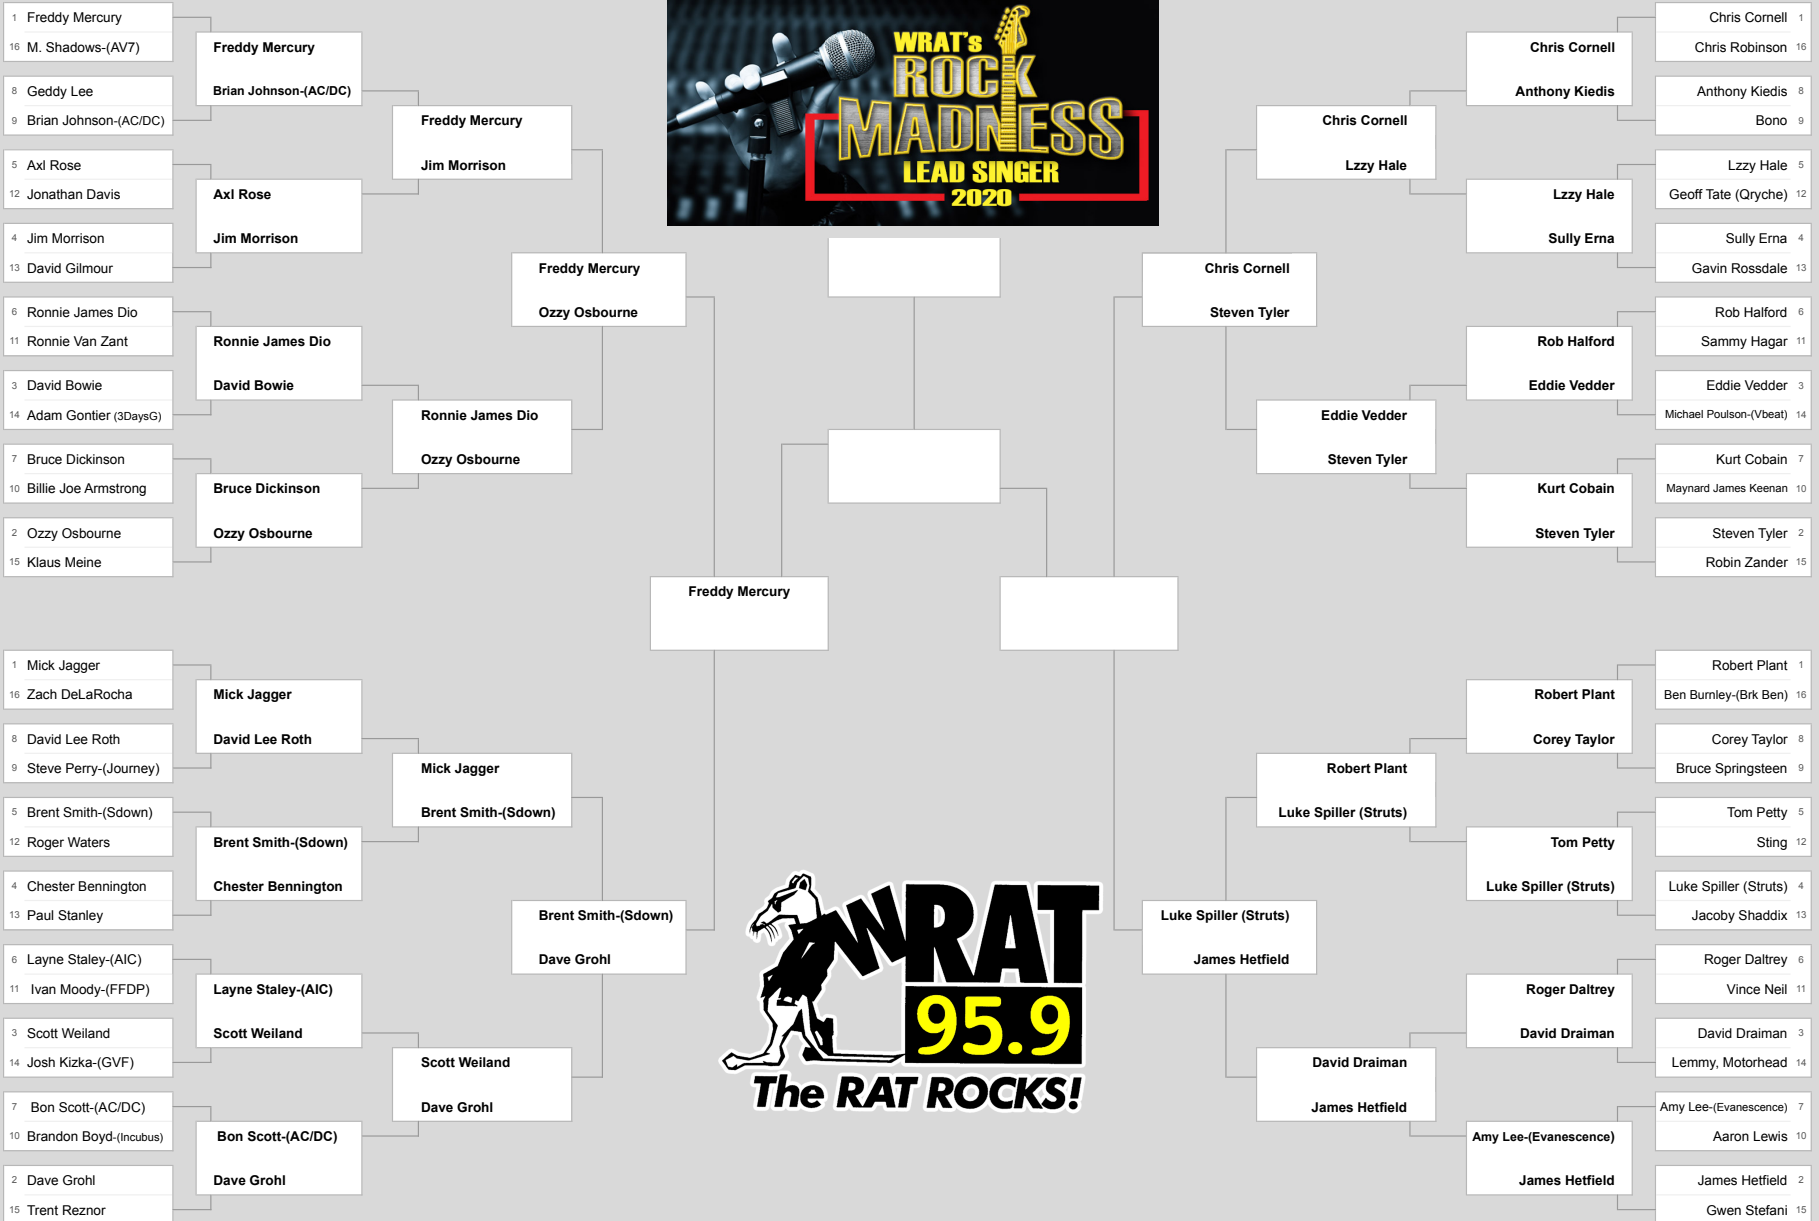 WRAT's
ROCK
MADNESS
LEAD SINGER
2020
1 Freddy Mercury
16 M. Shadows-(AV7)
8 Geddy Lee
9 Brian Johnson-(AC/DC)
5 Axl Rose
12 Jonathan Davis
4 Jim Morrison
13 David Gilmour
6 Ronnie James Dio
11 Ronnie Van Zant
3 David Bowie
14 Adam Gontier (3DaysG)
7 Bruce Dickinson
10 Billie Joe Armstrong
2 Ozzy Osbourne
15 Klaus Meine
Freddy Mercury
Brian Johnson-(AC/DC)
Axl Rose
Jim Morrison
Ronnie James Dio
David Bowie
Bruce Dickinson
Ozzy Osbourne
Freddy Mercury
Jim Morrison
Ronnie James Dio
Ozzy Osbourne
Freddy Mercury
Ozzy Osbourne
Freddy Mercury
1 Mick Jagger
16 Zach DeLaRocha
8 David Lee Roth
9 Steve Perry-(Journey)
5 Brent Smith-(Sdown)
12 Roger Waters
4 Chester Bennington
13 Paul Stanley
6 Layne Staley-(AIC)
11 Ivan Moody-(FFDP)
3 Scott Weiland
14 Josh Kizka-(GVF)
7 Bon Scott-(AC/DC)
10 Brandon Boyd-(Incubus)
2 Dave Grohl
15 Trent Reznor
Mick Jagger
David Lee Roth
Brent Smith-(Sdown)
Chester Bennington
Layne Staley-(AIC)
Scott Weiland
Bon Scott-(AC/DC)
Dave Grohl
Mick Jagger
Brent Smith-(Sdown)
Scott Weiland
Dave Grohl
Brent Smith-(Sdown)
Dave Grohl
Chris Cornell 1
Chris Robinson 16
Anthony Kiedis 8
Bono 9
Lzzy Hale 5
Geoff Tate (Qryche) 12
Sully Erna 4
Gavin Rossdale 13
Rob Halford 6
Sammy Hagar 11
Eddie Vedder 3
Michael Poulson-(Vbeat) 14
Kurt Cobain 7
Maynard James Keenan 10
Steven Tyler 2
Robin Zander 15
Chris Cornell
Anthony Kiedis
Lzzy Hale
Sully Erna
Rob Halford
Eddie Vedder
Kurt Cobain
Steven Tyler
Chris Cornell
Lzzy Hale
Eddie Vedder
Steven Tyler
Chris Cornell
Steven Tyler
Robert Plant 1
Ben Burnley-(Brk Ben) 16
Corey Taylor 8
Bruce Springsteen 9
Tom Petty 5
Sting 12
Luke Spiller (Struts) 4
Jacoby Shaddix 13
Roger Daltrey 6
Vince Neil 11
David Draiman 3
Lemmy, Motorhead 14
Amy Lee-(Evanescence) 7
Aaron Lewis 10
James Hetfield 2
Gwen Stefani 15
Robert Plant
Corey Taylor
Tom Petty
Luke Spiller (Struts)
Roger Daltrey
David Draiman
Amy Lee-(Evanescence)
James Hetfield
Robert Plant
Luke Spiller (Struts)
David Draiman
James Hetfield
Luke Spiller (Struts)
James Hetfield
WRAT
95.9
The RAT ROCKS!